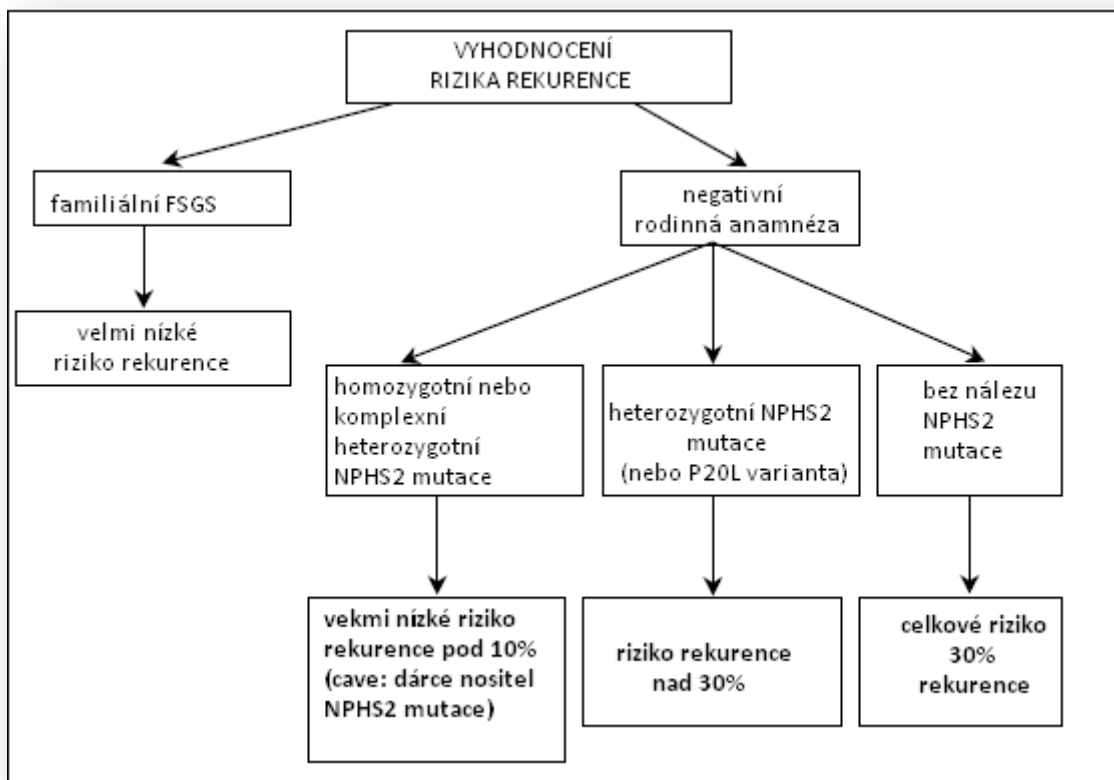 VYHODNOCENÍ
RIZIKA REKURENCE
familiální FSGS
negativní
rodinná anamnéza
velmi nízké
riziko rekurence
homozygotní nebo
komplexní
heterozygotní
NPHS2 mutace
heterozygotní NPHS2
mutace
(nebo P20L varianta)
bez nálezu
NPHS2
mutace
vekmi nízké riziko
rekurence pod 10%
(cave: dárce nositel
NPHS2 mutace)
riziko rekurence
nad 30%
celkové riziko
30%
rekurence